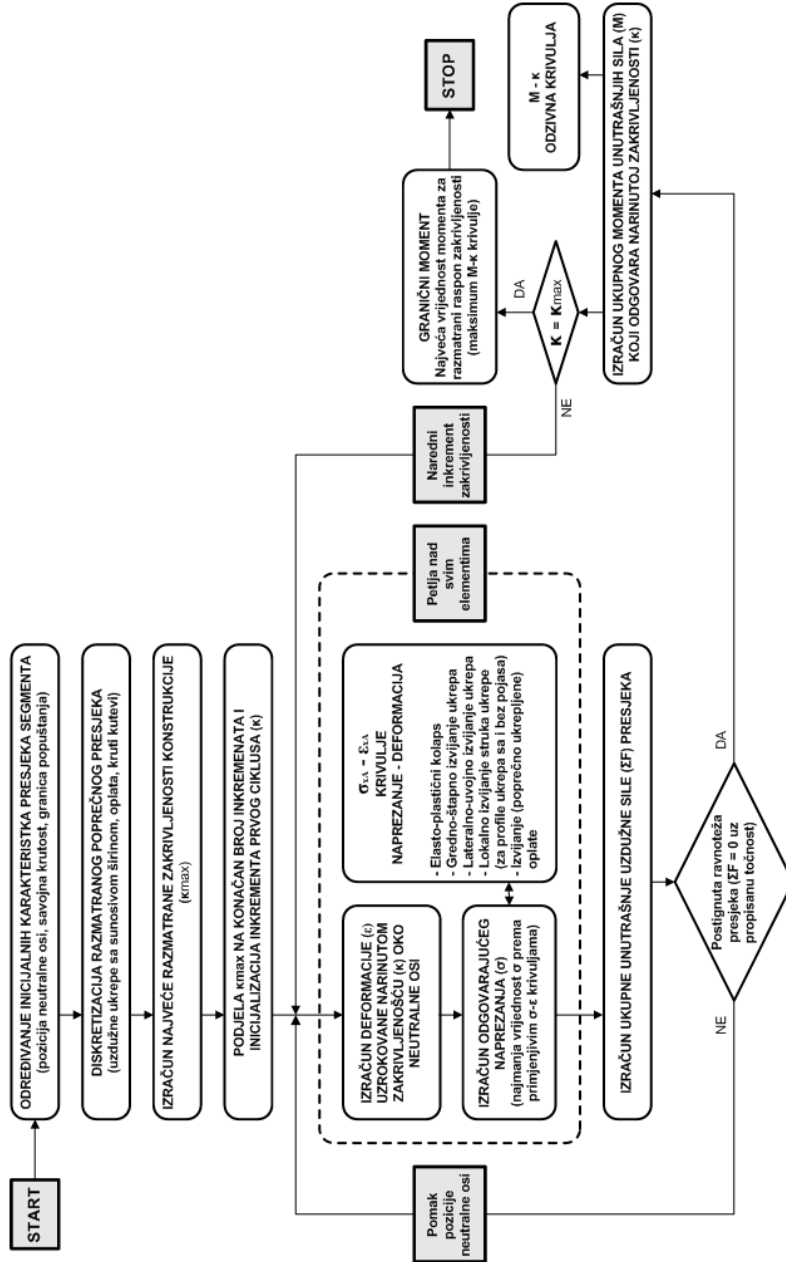 START
ODREĐIVANJE INICIJALNIH KARAKTERISTIKA PRESJEKA SEGMENTA
(pozicija neutralne osi, savojna krutost, granica popuštanja)
DISKRETIZACIJA RAZMATRANOG POPREČNOG PRESJEKA
(uzdužne ukrepe sa sunosivom širinom, oplata, kruti kutevi)
IZRAČUN NAJVEĆE RAZMATRANE ZAKRIVLJENOSTI KONSTRUKCIJE
(κmax)
PODJELA κmax NA KONAČAN BROJ INKREMENATA I
INICIJALIZACIJA INKREMENTA PRVOG CIKLUSA (κ)
Pomak
pozicije
neutralne osi
IZRAČUN DEFORMACIJE (ε)
UZROKOVANE NARINUTOM
ZAKRIVLJENOŠĆU (κ) OKO
NEUTRALNE OSI
IZRAČUN ODGOVARAJUĆEG
NAPREZANJA (σ)
(najmanja vrijednost σ prema
primjenjivim σ-ε krivuljama)
KRIVULJE
NAPREZANJE - DEFORMACIJA
- Elasto-plastični kolaps
- Gredno-štapno izvijanje ukrepa
- Lateralno-uvojno izvijanje ukrepa
- Lokalno izvijanje struka ukrepe
(za profile ukrepa sa i bez pojasa)
- Izvijanje (poprečno ukrepljene)
oplate
Petlja nad
svim
elementima
Naredni
inkrement
zakrivljenosti
IZRAČUN UKUPNE UNUTRAŠNJE UZDUŽNE SILE (ΣF) PRESJEKA
Postignuta ravnoteža
presjeka (ΣF = 0 uz
propisanu točnost)
NE
DA
IZRAČUN UKUPNOG MOMENTA UNUTRAŠNJIH SILA (M)
KOJI ODGOVARA NARINUTOJ ZAKRIVLJENOSTI (κ)
M - κ
ODZIVNA KRIVULJA
κ = κmax
NE
DA
GRANIČNI MOMENT
Najveća vrijednost momenta za
razmatrani raspon zakrivljenosti
(maksimum M-κ krivulje)
STOP